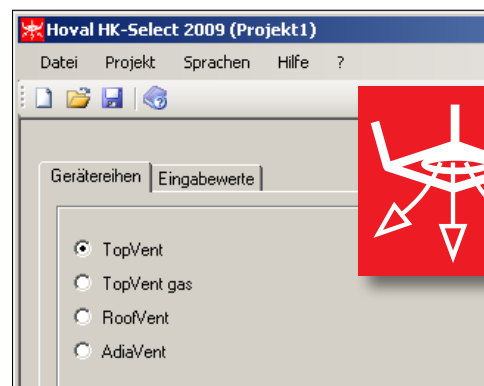 Hoval HK-Select 2009 (Projekt1)
Datei Projekt Sprachen Hilfe ?
Gerätereihen Eingabewerte
TopVent
TopVent gas
RoofVent
AdiaVent